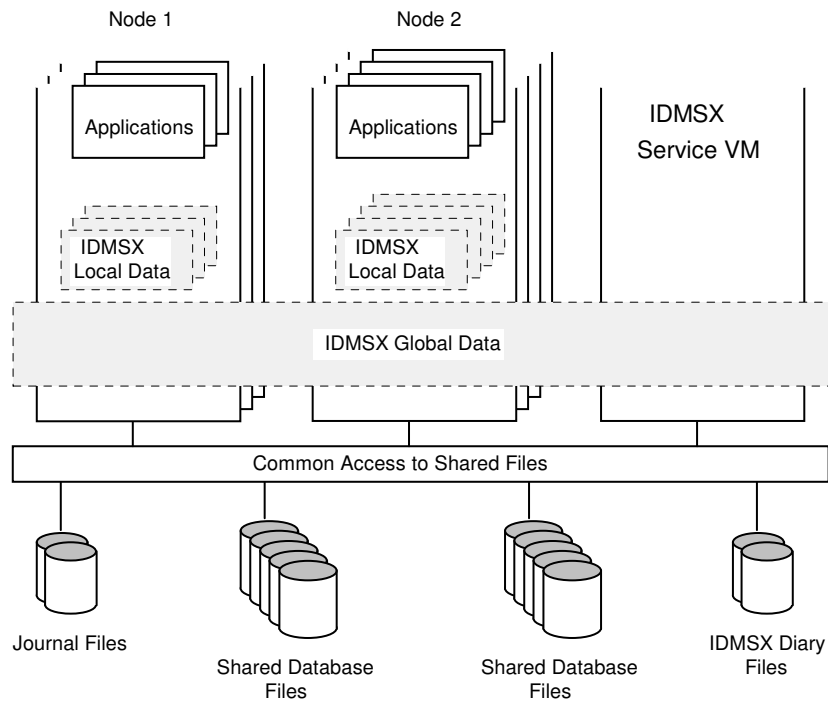 Node 1
Node 2
Applications
Applications
IDMSX
Service VM
IDMSX
Local Data
IDMSX
Local Data
IDMSX Global Data
Common Access to Shared Files
Journal Files
Shared Database
Files
Shared Database
Files
IDMSX Diary
Files